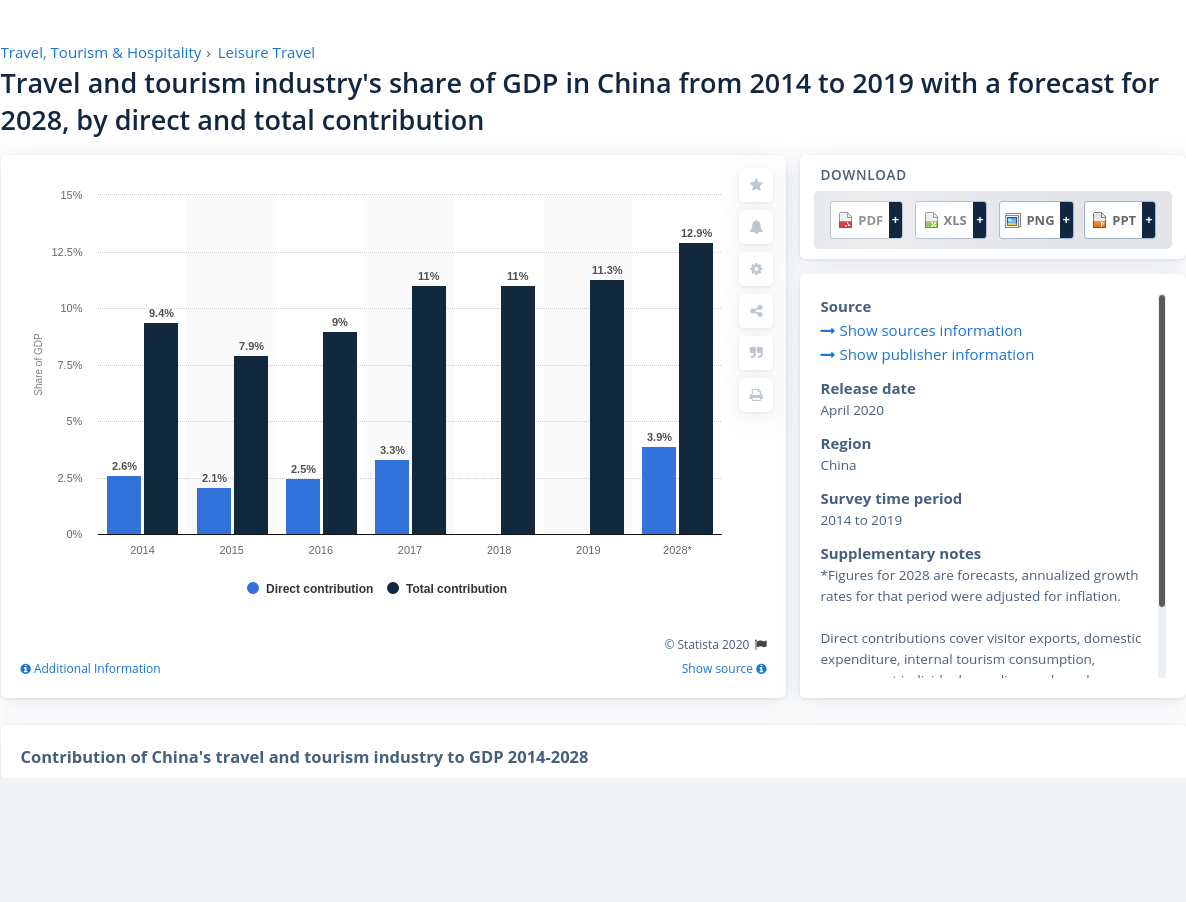 Travel, Tourism & Hospitality › Leisure Travel
Travel and tourism industry's share of GDP in China from 2014 to 2019 with a forecast for
2028, by direct and total contribution
15%
12.5%
10%
7.5%
5%
2.5%
0%
Share of GDP
2.6%
9.4%
2.1%
7.9%
2.5%
9%
3.3%
11%
11%
11.3%
3.9%
12.9%
2014
2015
2016
2017
2018
2019
2028*
Direct contribution
Total contribution
© Statista 2020
Additional Information
Show source
DOWNLOAD
PDF +
XLS +
PNG +
PPT +
Source
Show sources information
Show publisher information
Release date
April 2020
Region
China
Survey time period
2014 to 2019
Supplementary notes
*Figures for 2028 are forecasts, annualized growth
rates for that period were adjusted for inflation.
Direct contributions cover visitor exports, domestic
expenditure, internal tourism consumption,
Contribution of China's travel and tourism industry to GDP 2014-2028